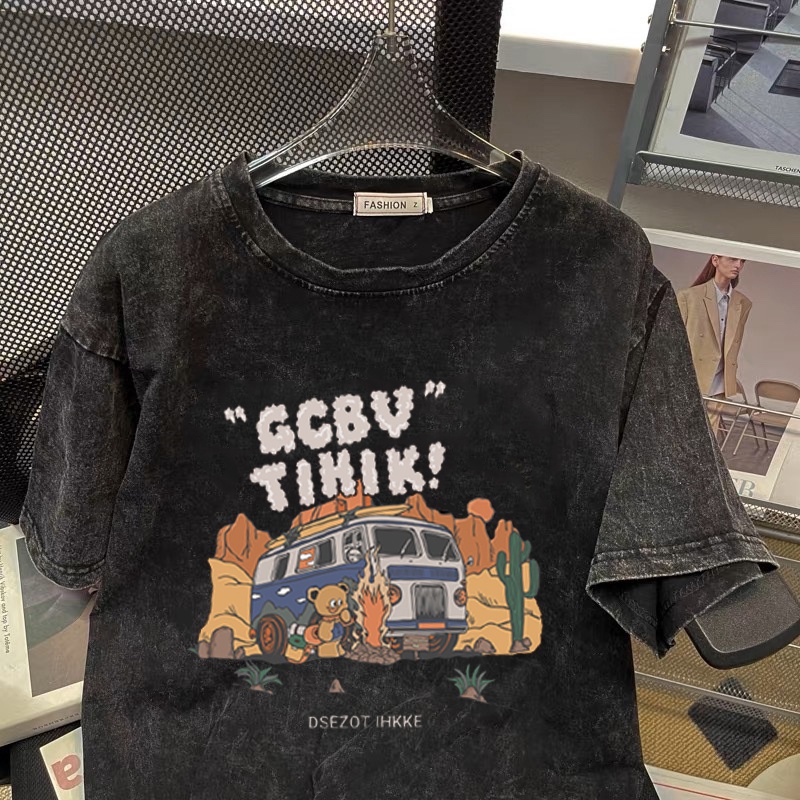 TASCHEN
FASHION Z
"GCBV"
TIHIK!
DSEZOT IHKKE